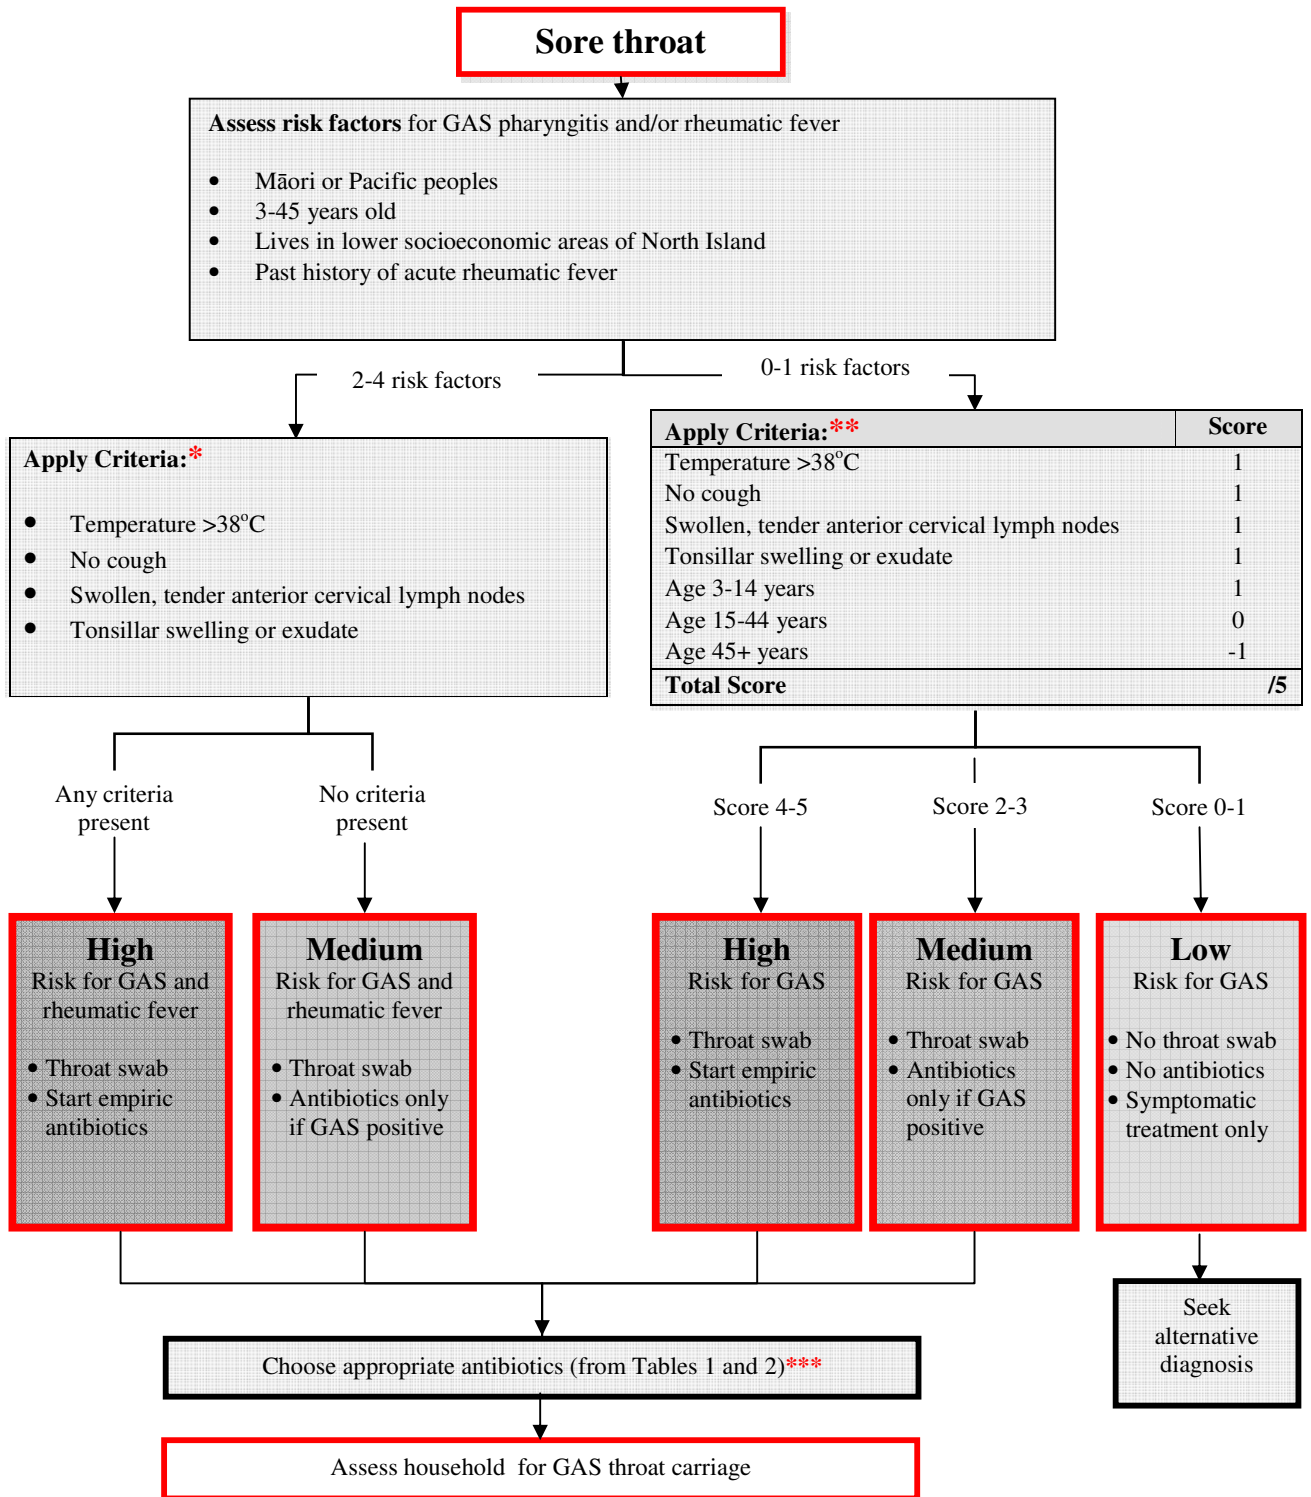 Sore throat
Assess risk factors for GAS pharyngitis and/or rheumatic fever
• Māori or Pacific peoples
• 3-45 years old
• Lives in lower socioeconomic areas of North Island
• Past history of acute rheumatic fever
2-4 risk factors
0-1 risk factors
Apply Criteria:*
• Temperature >38°C
• No cough
• Swollen, tender anterior cervical lymph nodes
• Tonsillar swelling or exudate
Apply Criteria:** Score
Temperature >38°C 1
No cough 1
Swollen, tender anterior cervical lymph nodes 1
Tonsillar swelling or exudate 1
Age 3-14 years 1
Age 15-44 years 0
Age 45+ years -1
Total Score /5
Any criteria
present
No criteria
present
Score 4-5
Score 2-3
Score 0-1
High
Risk for GAS and
rheumatic fever
• Throat swab
• Start empiric
antibiotics
Medium
Risk for GAS and
rheumatic fever
• Throat swab
• Antibiotics only
if GAS positive
High
Risk for GAS
• Throat swab
• Start empiric
antibiotics
Medium
Risk for GAS
• Throat swab
• Antibiotics
only if GAS
positive
Low
Risk for GAS
• No throat swab
• No antibiotics
• Symptomatic
treatment only
Seek
alternative
diagnosis
Choose appropriate antibiotics (from Tables 1 and 2)***
Assess household for GAS throat carriage